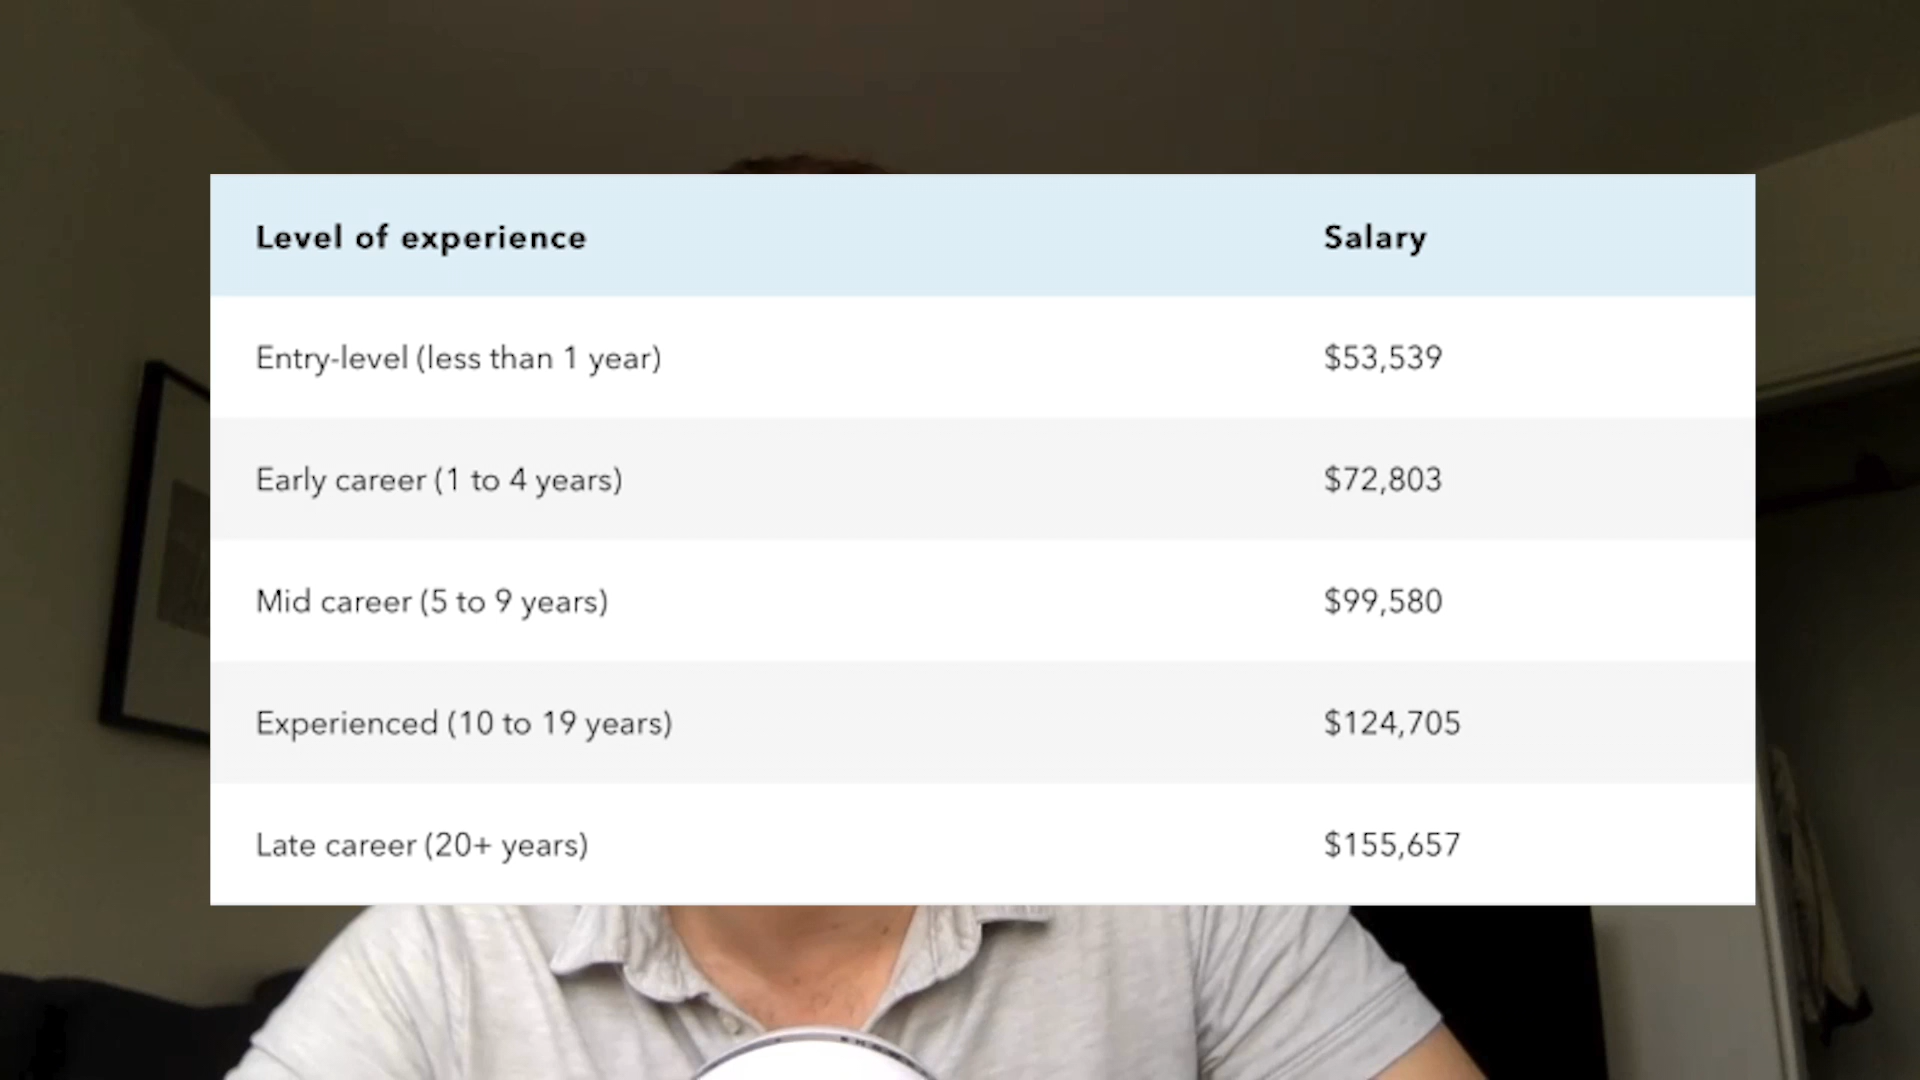 Level of experience Salary
Entry-level (less than 1 year) $53,539
Early career (1 to 4 years) $72,803
Mid career (5 to 9 years) $99,580
Experienced (10 to 19 years) $124,705
Late career (20+ years) $155,657